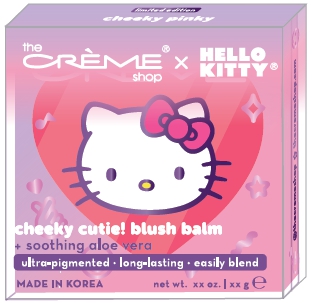 limited edition
cheeky pinky
the
CRÈME®
shop
×
HELLO
KITTY®
cheeky cutie! blush balm
+ soothing aloe vera
ultra-pigmented • long-lasting • easily blend
MADE IN KOREA
net wt. xx oz. | xx g ℮